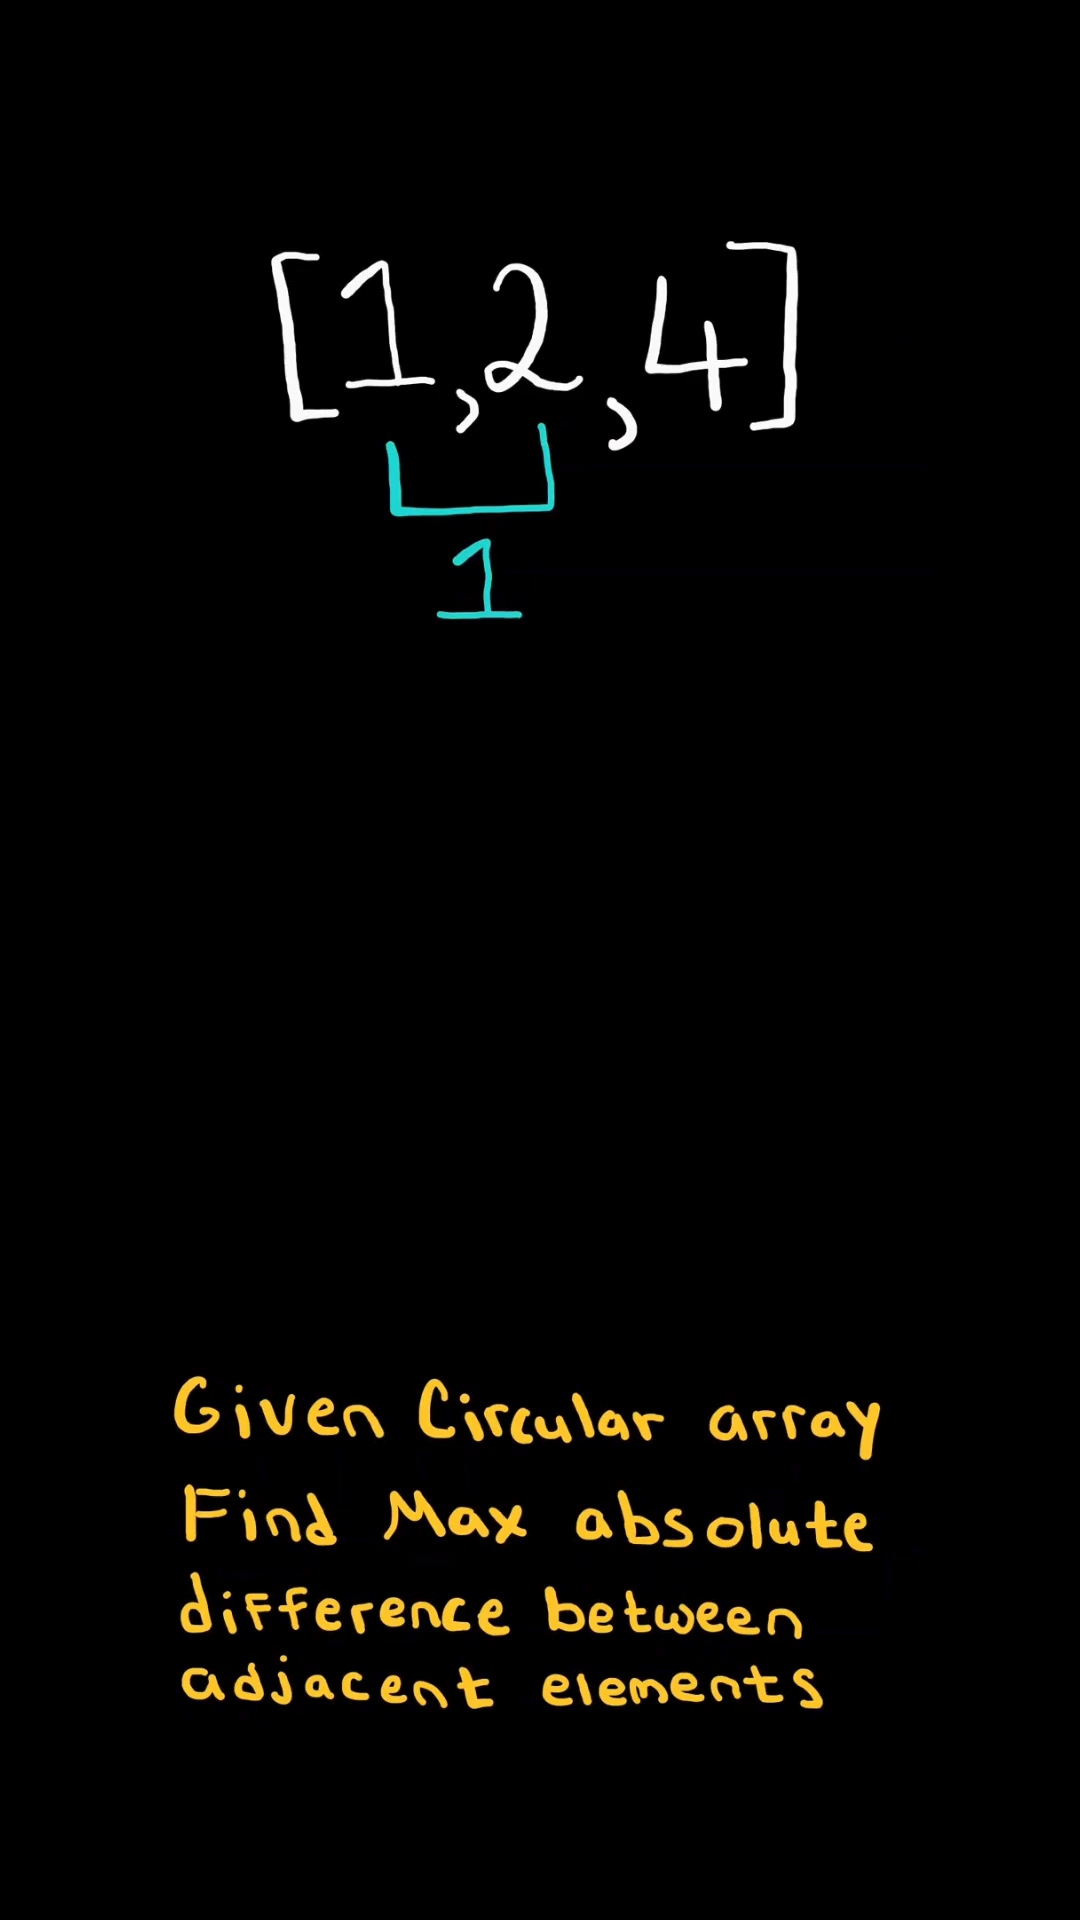 [1,2,4]
1
Given Circular array
Find Max absolute
difference between
adjacent elements